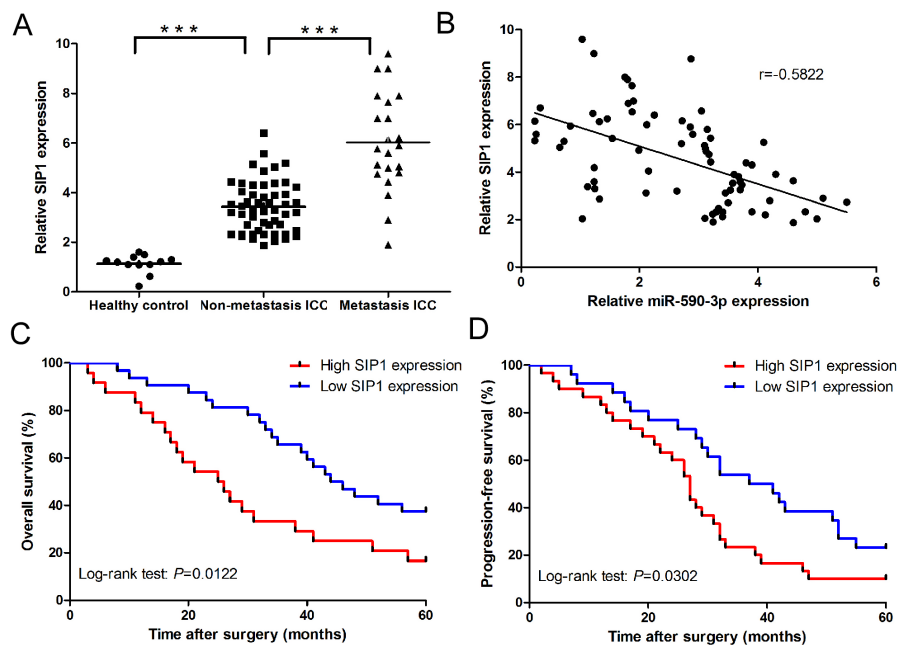 A
* * *
* * *
Relative SIP1 expression
10
8
6
4
2
0
Healthy control
Non-metastasis ICC
Metastasis ICC
B
Relative SIP1 expression
10
8
6
4
2
0
r=-0.5822
0
2
4
6
Relative miR-590-3p expression
C
Overall survival (%)
100
80
60
40
20
0
High SIP1 expression
Low SIP1 expression
Log-rank test: P=0.0122
0
20
40
60
Time after surgery (months)
D
Progression-free survival (%)
100
80
60
40
20
0
High SIP1 expression
Low SIP1 expression
Log-rank test: P=0.0302
0
20
40
60
Time after surgery (months)